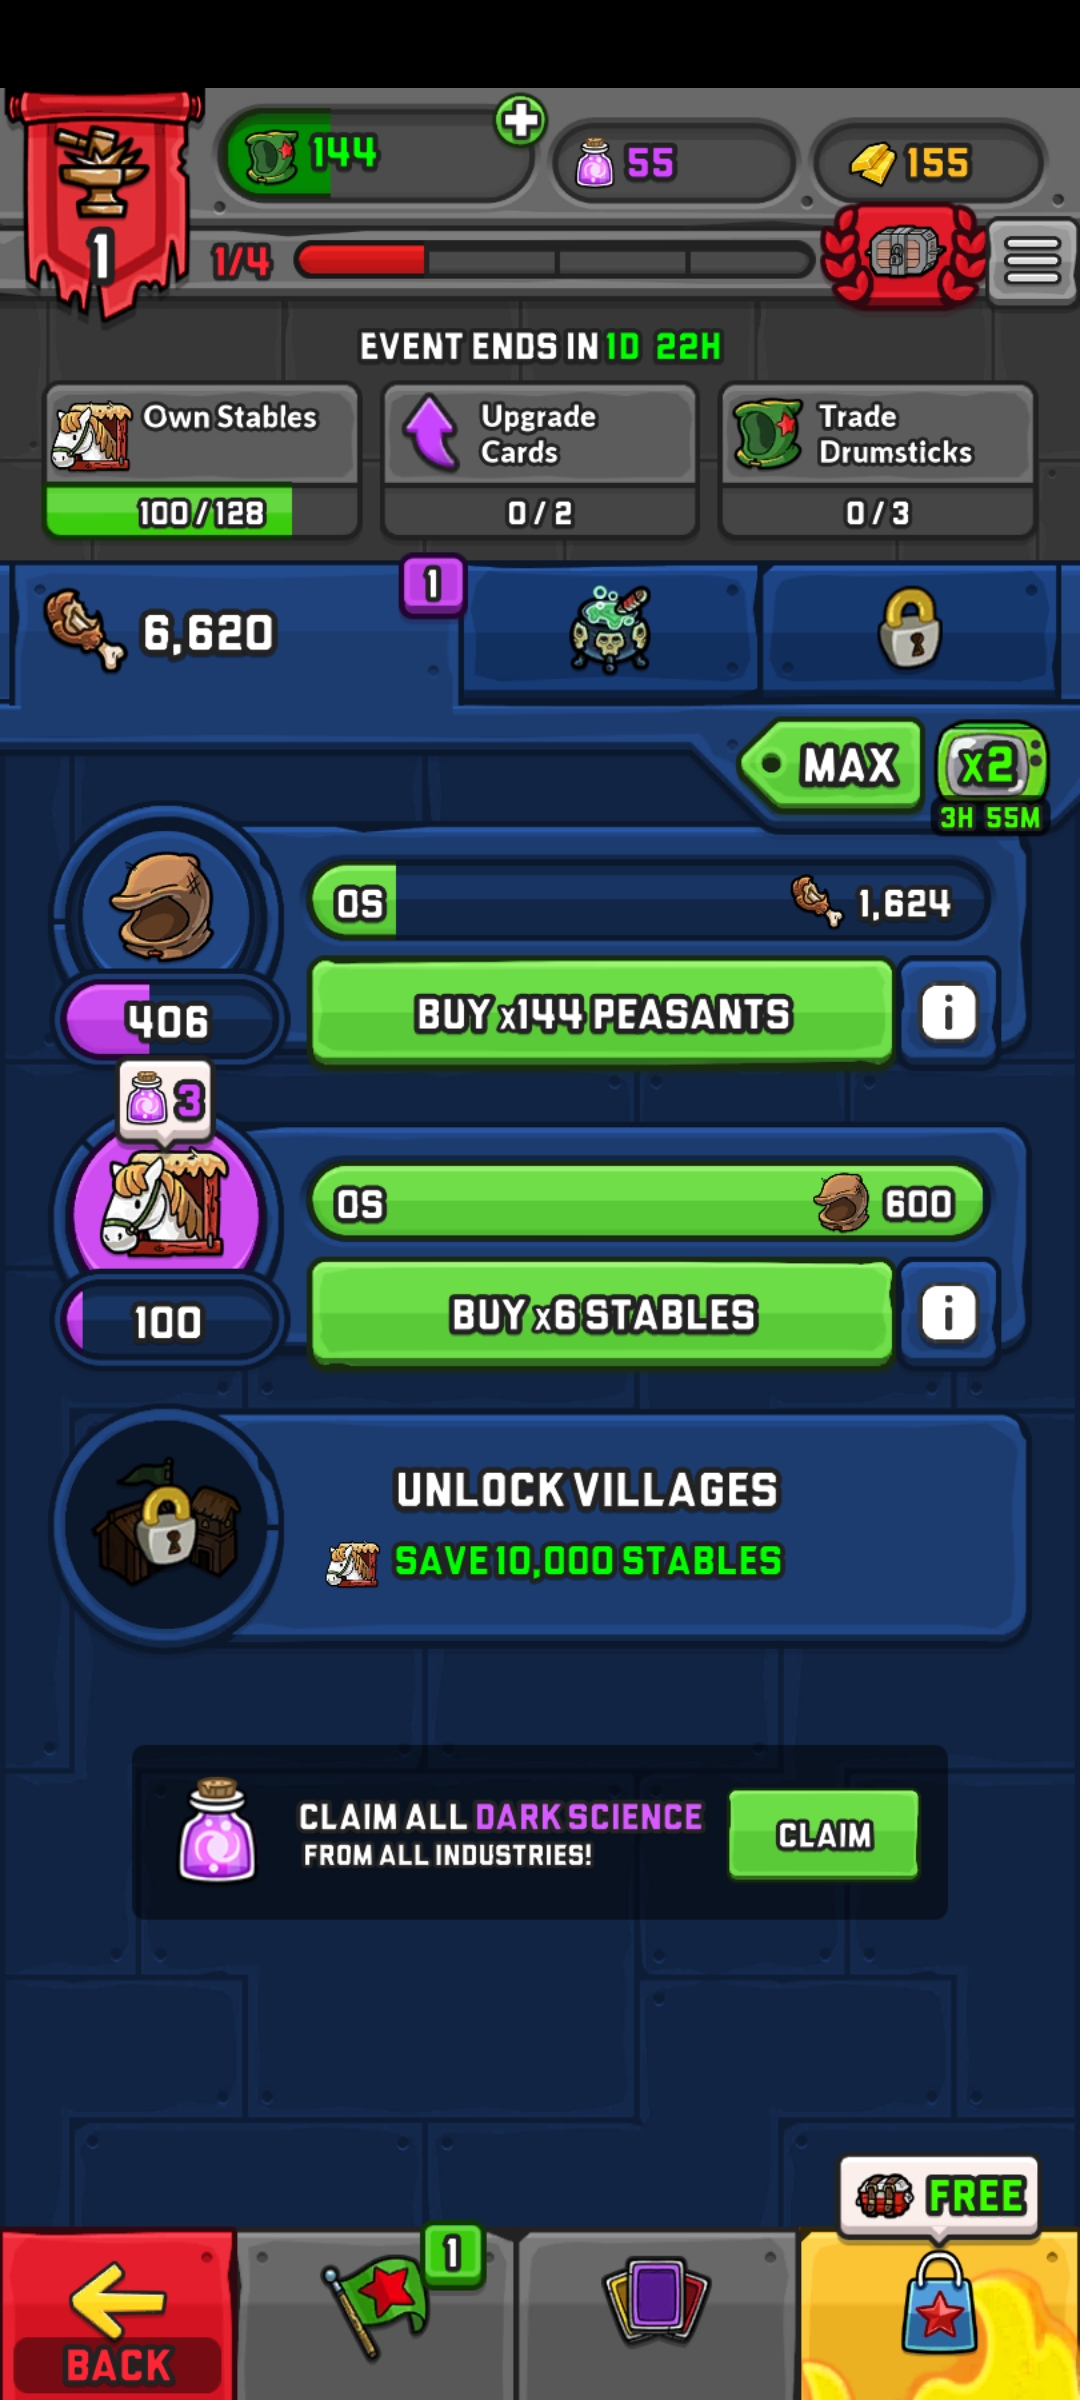 144
55
155
1
1/4
EVENT ENDS IN 1D 22H
Own Stables
100/128
Upgrade
Cards
0/2
Trade
Drumsticks
0/3
6,620
1
MAX
x2
3H 55M
0S
1,624
406
BUY x144 PEASANTS
i
3
0S
600
100
BUY x6 STABLES
i
UNLOCK VILLAGES
SAVE 10,000 STABLES
CLAIM ALL DARK SCIENCE
FROM ALL INDUSTRIES!
CLAIM
FREE
BACK
1